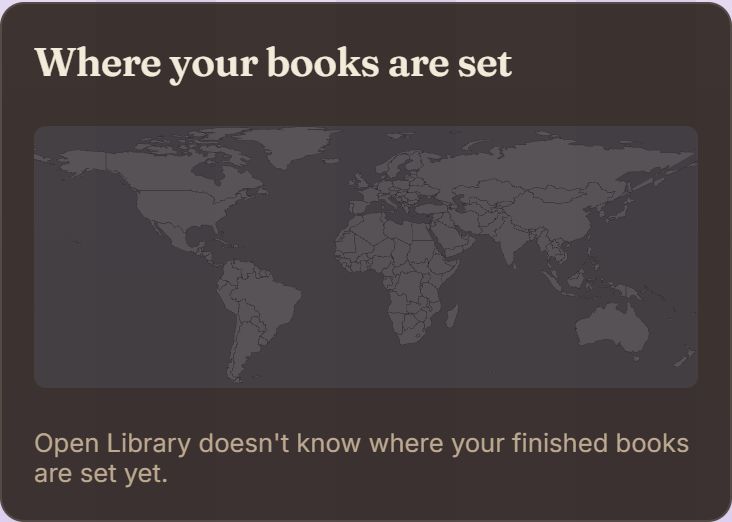 Where your books are set
Open Library doesn't know where your finished books
are set yet.